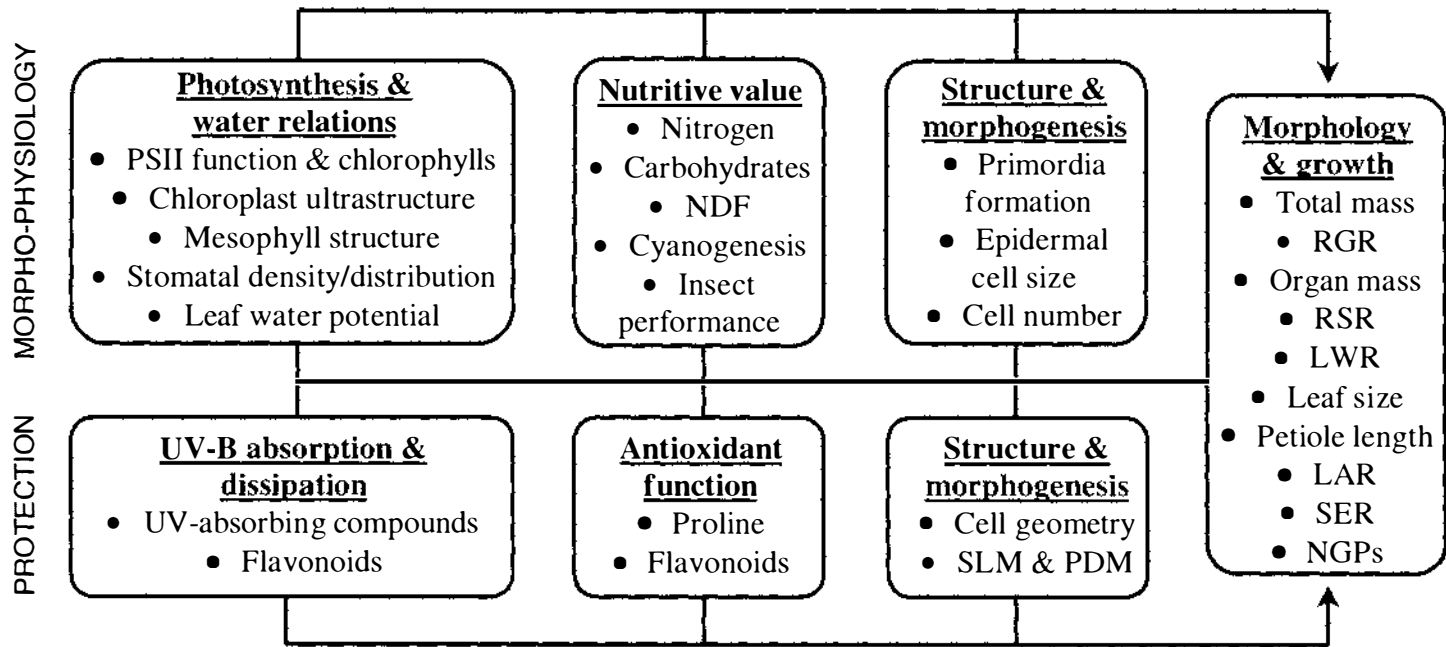 MORPHO-PHYSIOLOGY
Photosynthesis &
water relations
• PSII function & chlorophylls
• Chloroplast ultrastructure
• Mesophyll structure
• Stomatal density/distribution
• Leaf water potential
Nutritive value
• Nitrogen
• Carbohydrates
• NDF
• Cyanogenesis
• Insect
performance
Structure &
morphogenesis
• Primordia
formation
• Epidermal
cell size
• Cell number
Morphology
& growth
• Total mass
• RGR
• Organ mass
• RSR
• LWR
• Leaf size
• Petiole length
• LAR
• SER
• NGPs
PROTECTION
UV-B absorption &
dissipation
• UV-absorbing compounds
• Flavonoids
Antioxidant
function
• Proline
• Flavonoids
Structure &
morphogenesis
• Cell geometry
• SLM & PDM